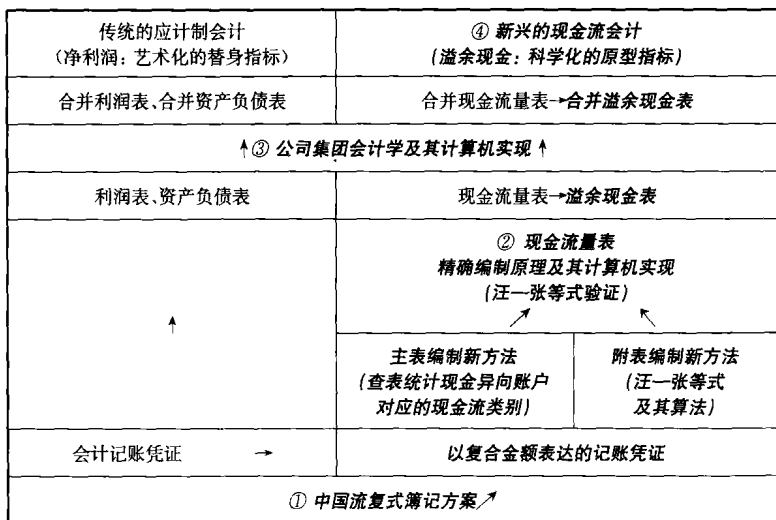 传统的应计制会计
(净利润：艺术化的替身指标)
④ 新兴的现金流会计
(溢余现金：科学化的原型指标)
合并利润表、合并资产负债表
合并现金流量表→合并溢余现金表
↑③ 公司集团会计学及其计算机实现↑
利润表、资产负债表
现金流量表→溢余现金表
② 现金流量表
精确编制原理及其计算机实现
(汪一张等式验证)
↑
↗ ↖
主表编制新方法
(查表统计现金异向账户
对应的现金流类别)
附表编制新方法
(汪一张等式
及其算法)
会计记账凭证 →
以复合金额表达的记账凭证
① 中国流复式簿记方案↗